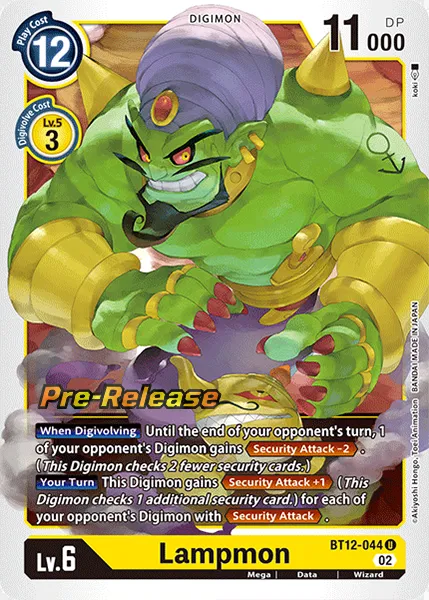 Play Cost
12
DIGIMON
11000 DP
koki
Digivolve Cost
Lv.5
3
Pre-Release
When Digivolving Until the end of your opponent's turn, 1
of your opponent's Digimon gains Security Attack -2 .
(This Digimon checks 2 fewer security cards.)
Your Turn This Digimon gains Security Attack +1 (This
Digimon checks 1 additional security card.) for each of
your opponent's Digimon with Security Attack .
©Akiyoshi Hongo, Toei Animation BANDAI MADE IN JAPAN
Lv.6
Lampmon
BT12-044 U
02
Mega | Data | Wizard